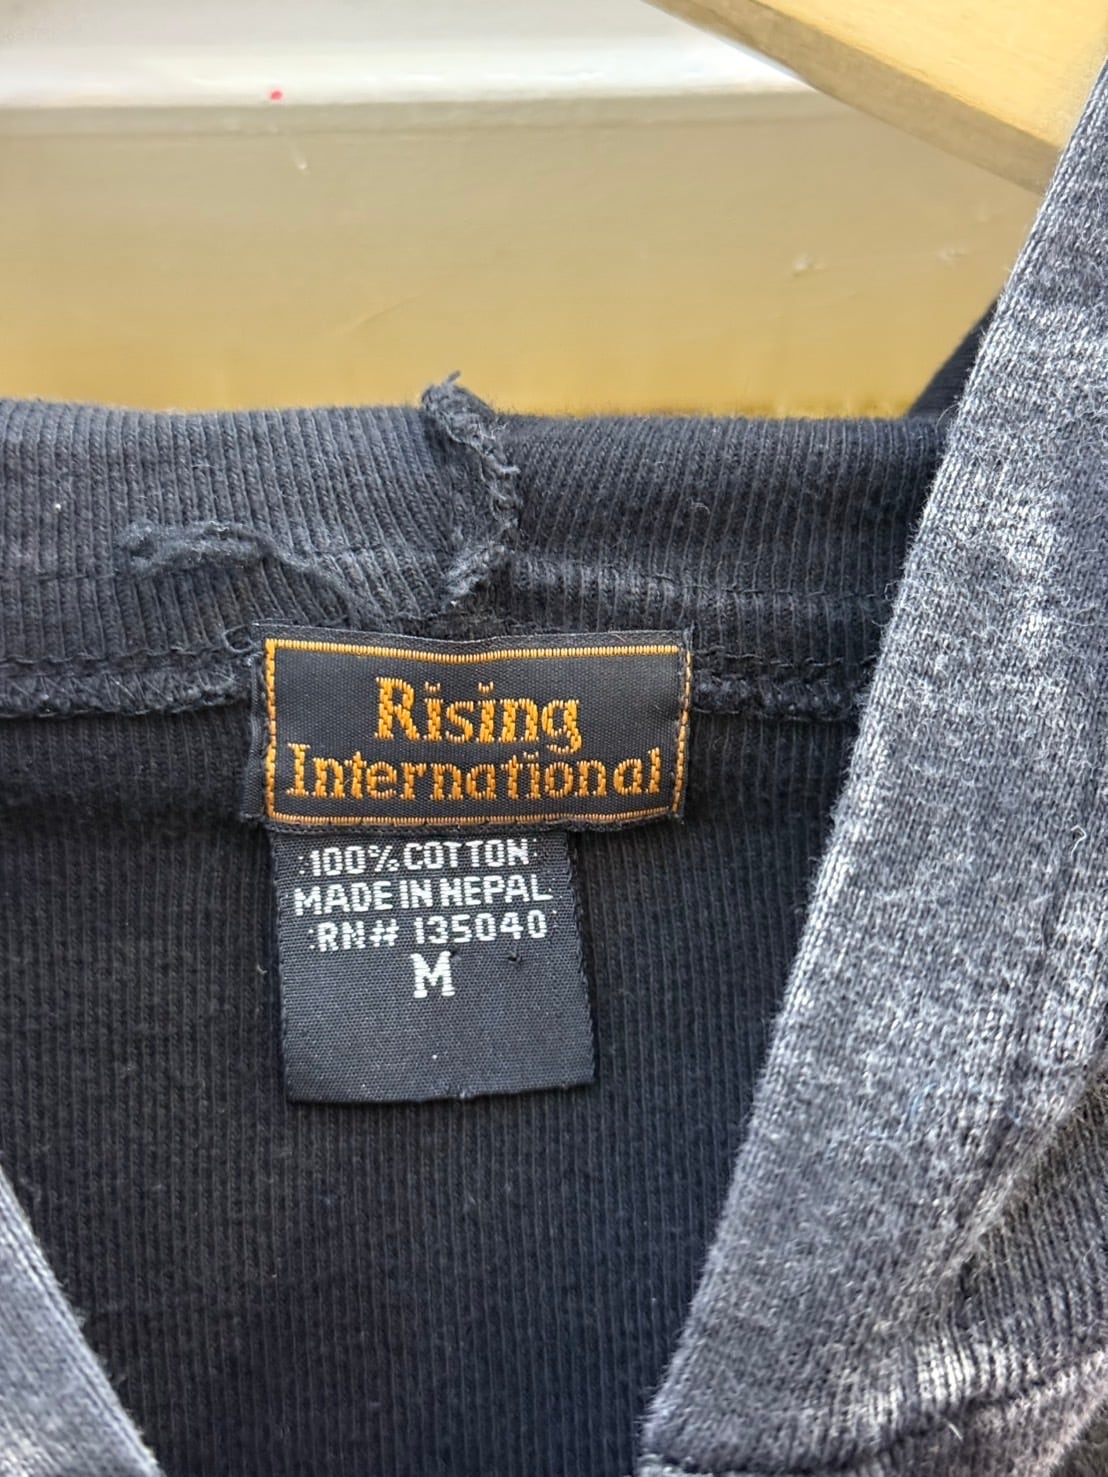 Rising
International
100% COTTON
MADE IN NEPAL
RN# 135040
M